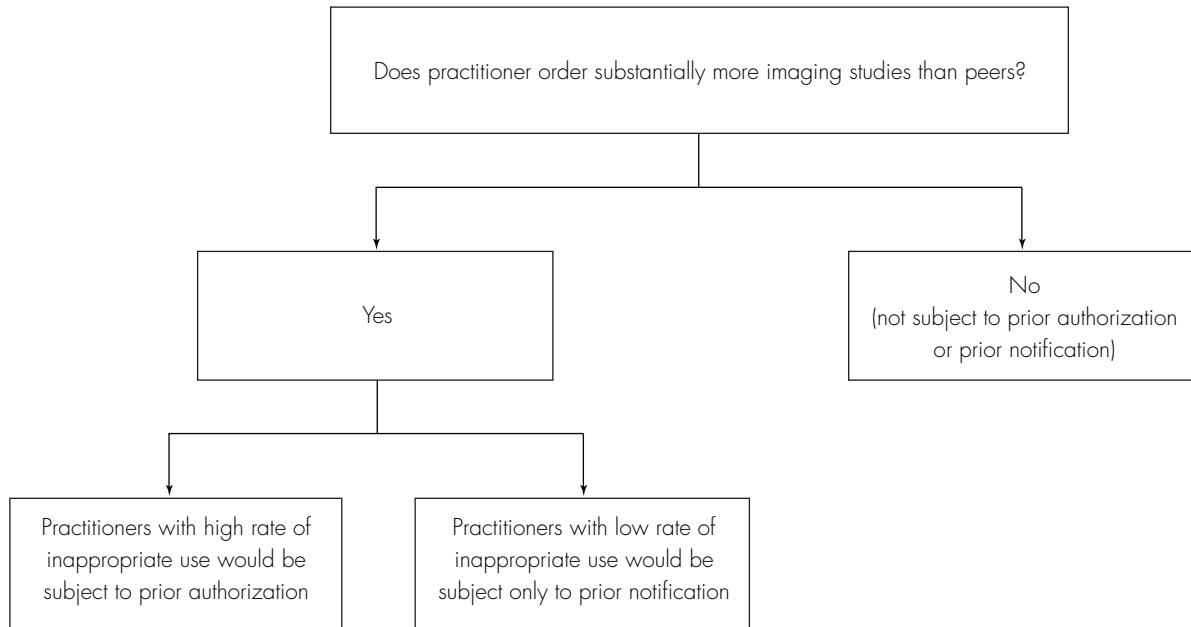 Does practitioner order substantially more imaging studies than peers?
Yes
No
(not subject to prior authorization
or prior notification)
Practitioners with high rate of
inappropriate use would be
subject to prior authorization
Practitioners with low rate of
inappropriate use would be
subject only to prior notification